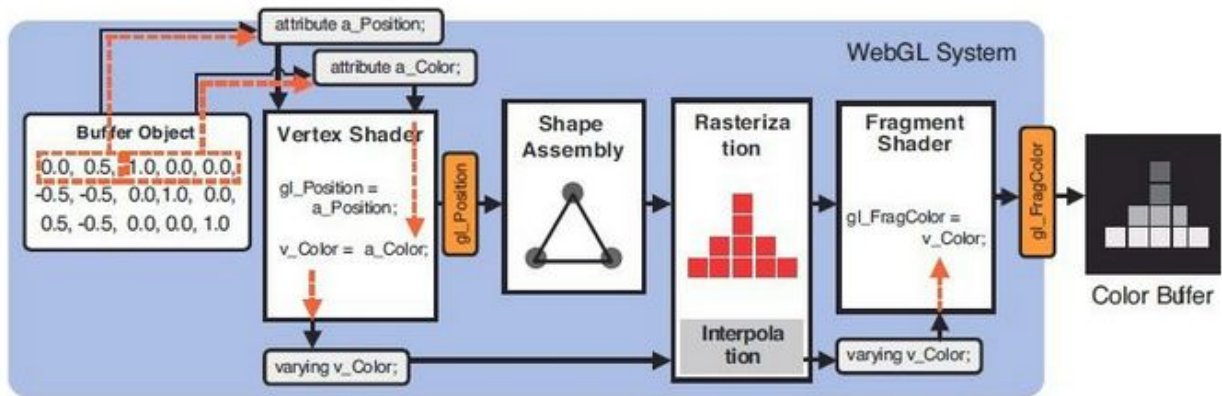 attribute a_Position;
WebGL System
attribute a_Color;
Buffer Object
0.0, 0.5, 1.0, 0.0, 0.0,
-0.5, -0.5, 0.0,1.0, 0.0,
0.5, -0.5, 0.0, 0.0, 1.0
Vertex Shader
gl_Position =
a_Position;
v_Color = a_Color;
gl_Position
Shape
Assembly
Rasteriza
tion
Interpola
tion
Fragment
Shader
gl_FragColor =
v_Color;
gl_FragColor
Color Buffer
varying v_Color;
varying v_Color;